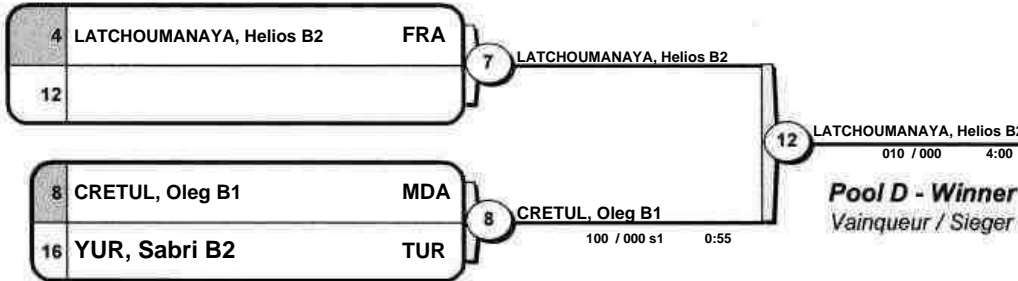 4 LATCHOUMANAYA, Helios B2 FRA
12
7
LATCHOUMANAYA, Helios B2
8 CRETUL, Oleg B1 MDA
16 YUR, Sabri B2 TUR
8
CRETUL, Oleg B1
100 / 000 s1 0:55
12
LATCHOUMANAYA, Helios B2
010 / 000 4:00
Pool D - Winner
Vainqueur / Sieger